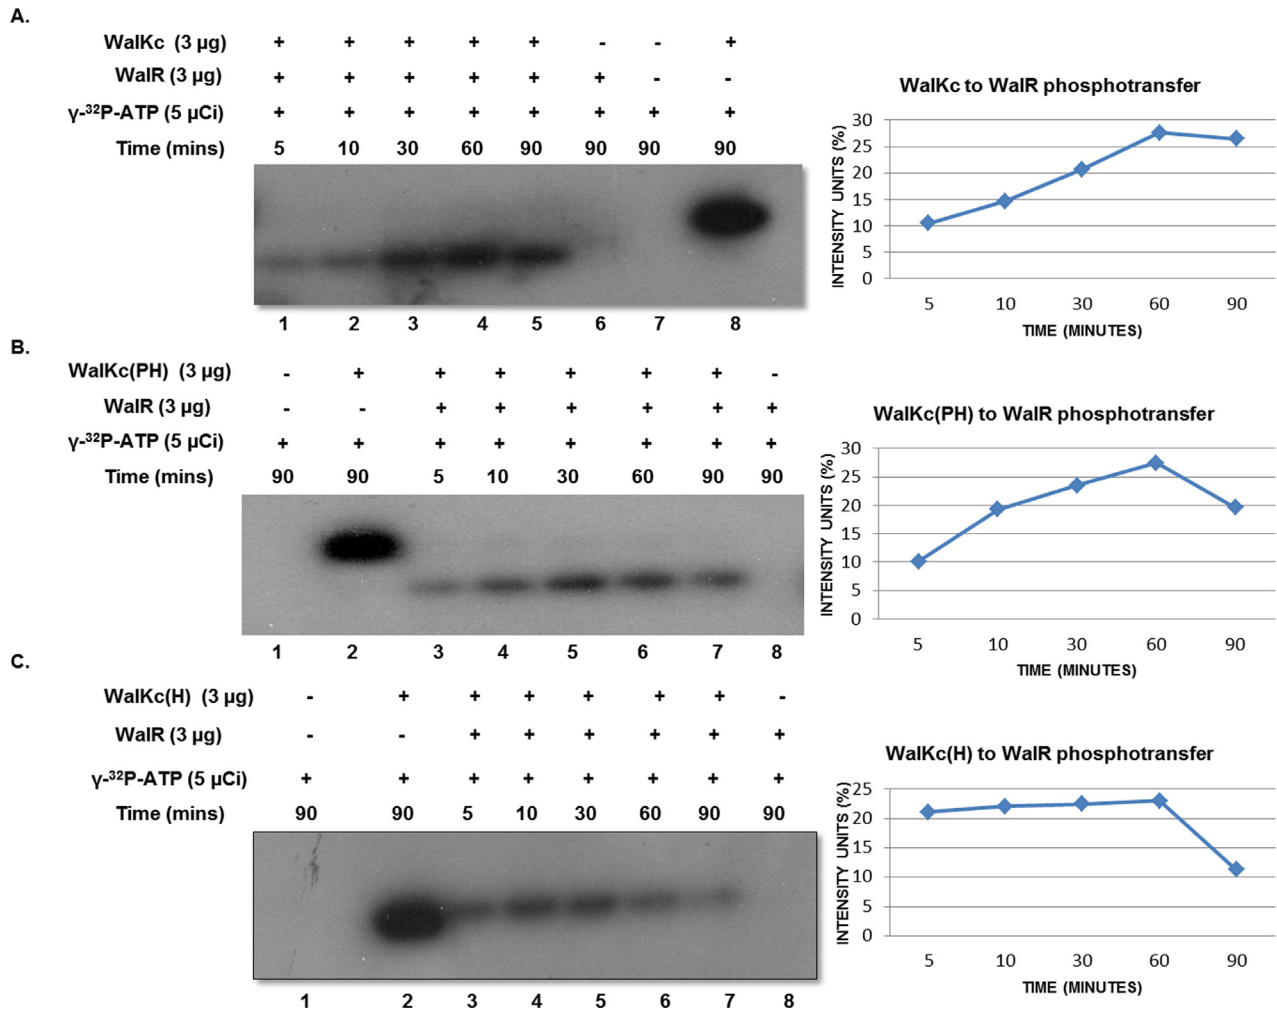 A.
WalKc (3 µg) + + + + + - - +
WalR (3 µg) + + + + + + - -
γ-³²P-ATP (5 µCi) + + + + + + + +
Time (mins) 5 10 30 60 90 90 90 90
1 2 3 4 5 6 7 8
WalKc to WalR phosphotransfer
INTENSITY UNITS (%)
30
25
20
15
10
5
0
5 10 30 60 90
TIME (MINUTES)
B.
WalKc(PH) (3 µg) - + + + + + + -
WalR (3 µg) - - + + + + + +
γ-³²P-ATP (5 µCi) + + + + + + + +
Time (mins) 90 90 5 10 30 60 90 90
1 2 3 4 5 6 7 8
WalKc(PH) to WalR phosphotransfer
INTENSITY UNITS (%)
30
25
20
15
10
5
0
5 10 30 60 90
TIME (MINUTES)
C.
WalKc(H) (3 µg) - + + + + + + -
WalR (3 µg) - - + + + + + +
γ-³²P-ATP (5 µCi) + + + + + + + +
Time (mins) 90 90 5 10 30 60 90 90
1 2 3 4 5 6 7 8
WalKc(H) to WalR phosphotransfer
INTENSITY UNITS (%)
25
20
15
10
5
0
5 10 30 60 90
TIME (MINUTES)